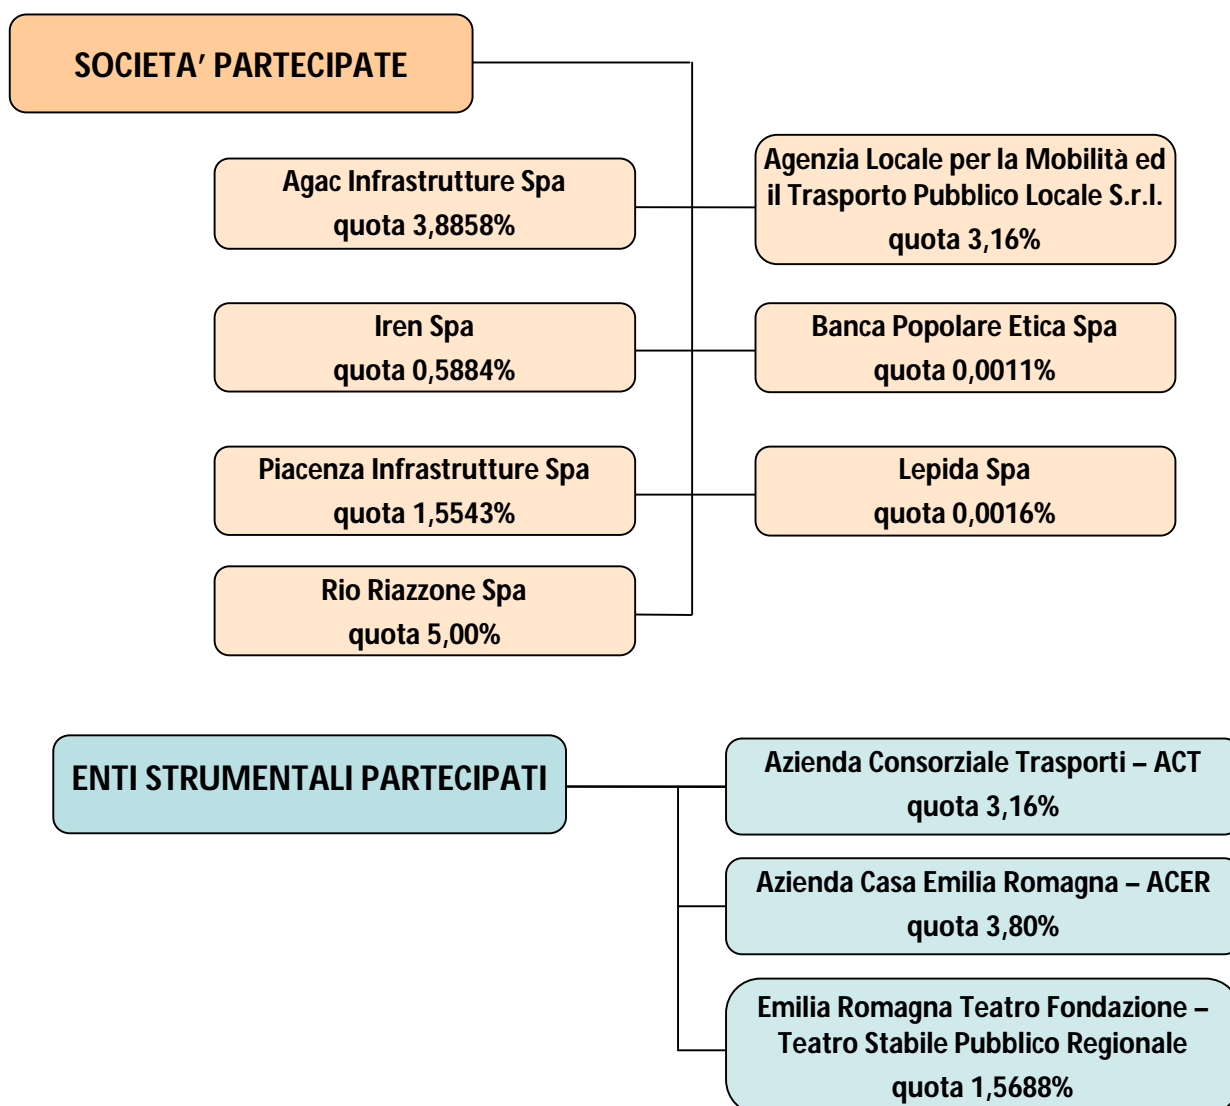 SOCIETA’ PARTECIPATE
Agac Infrastrutture Spa
quota 3,8858%
Agenzia Locale per la Mobilità ed
il Trasporto Pubblico Locale S.r.l.
quota 3,16%
Iren Spa
quota 0,5884%
Banca Popolare Etica Spa
quota 0,0011%
Piacenza Infrastrutture Spa
quota 1,5543%
Lepida Spa
quota 0,0016%
Rio Riazzone Spa
quota 5,00%
ENTI STRUMENTALI PARTECIPATI
Azienda Consorziale Trasporti – ACT
quota 3,16%
Azienda Casa Emilia Romagna – ACER
quota 3,80%
Emilia Romagna Teatro Fondazione –
Teatro Stabile Pubblico Regionale
quota 1,5688%